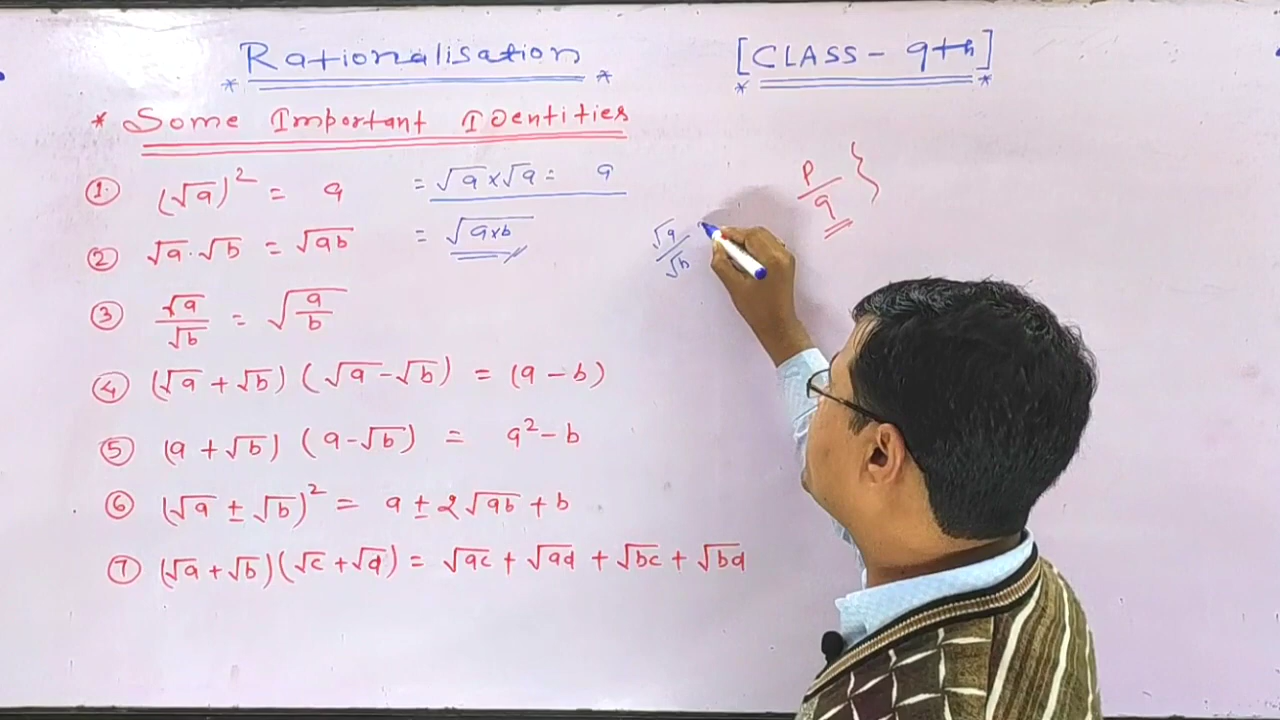 * Rationalisation * * [CLASS - 9th] *
* Some Important IDentities
① (√a)² = a = √a × √a = a
② √a · √b = √ab = √a×b
③ √a/√b = √(a/b)
④ (√a + √b) (√a - √b) = (a - b)
⑤ (a + √b) (a - √b) = a² - b
⑥ (√a ± √b)² = a ± 2√ab + b
⑦ (√a + √b)(√c + √d) = √ac + √ad + √bc + √bd
p/q }
√a/√b